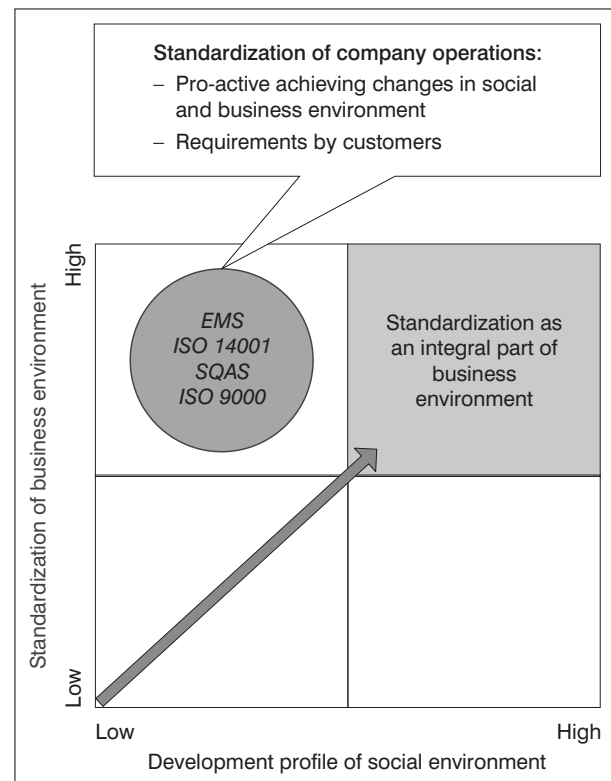 Standardization of company operations:
– Pro-active achieving changes in social
and business environment
– Requirements by customers
High
EMS
ISO 14001
SQAS
ISO 9000
Standardization as
an integral part of
business
environment
Standardization of business environment
Low
Low
High
Development profile of social environment